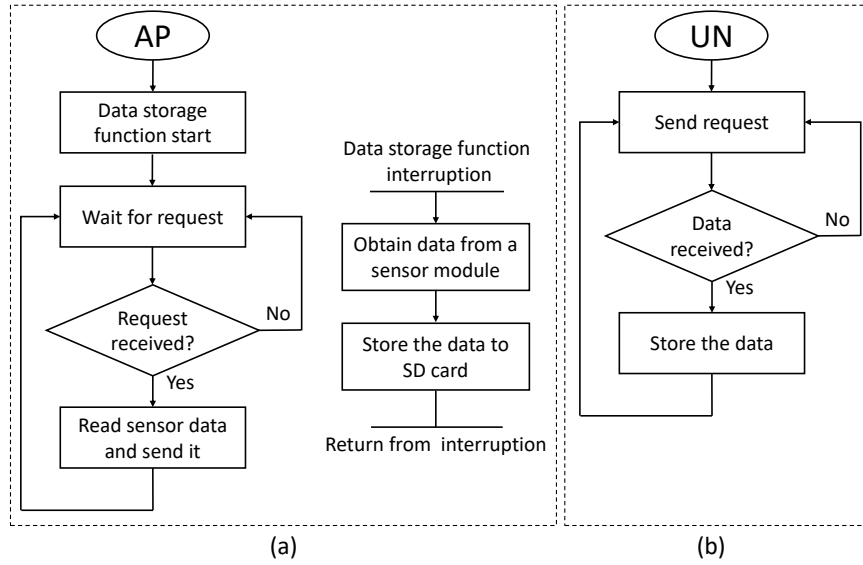 AP
Data storage
function start
Wait for request
Request
received?
No
Yes
Read sensor data
and send it
Data storage function
interruption
Obtain data from a
sensor module
Store the data to
SD card
Return from interruption
(a)
UN
Send request
Data
received?
No
Yes
Store the data
(b)